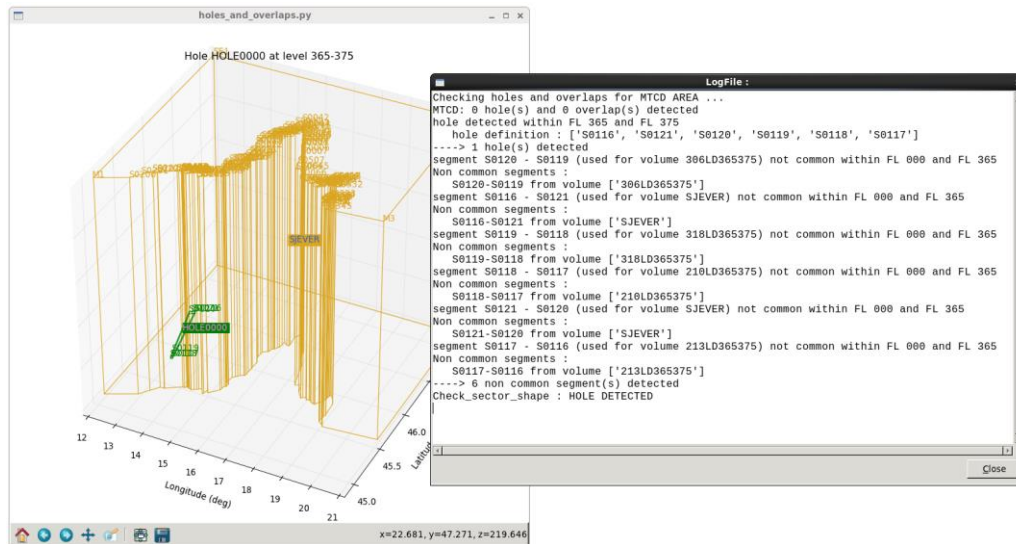 holes_and_overlaps.py
Hole HOLE0000 at level 365-375
M1
SJEVER
M3
HOLE0000
S0119
12
13
14
15
16
17
18
19
20
21
Longitude (deg)
45.0
45.5
46.0
x=22.681, y=47.271, z=219.646
LogFile :
Checking holes and overlaps for MTCD AREA ...
MTCD: 0 hole(s) and 0 overlap(s) detected
hole detected within FL 365 and FL 375
hole definition : ['S0116', 'S0121', 'S0120', 'S0119', 'S0118', 'S0117']
----> 1 hole(s) detected
segment S0120 - S0119 (used for volume 306LD365375) not common within FL 000 and FL 365
Non common segments :
S0120-S0119 from volume ['306LD365375']
segment S0116 - S0121 (used for volume SJEVER) not common within FL 000 and FL 365
Non common segments :
S0116-S0121 from volume ['SJEVER']
segment S0119 - S0118 (used for volume 318LD365375) not common within FL 000 and FL 365
Non common segments :
S0119-S0118 from volume ['318LD365375']
segment S0118 - S0117 (used for volume 210LD365375) not common within FL 000 and FL 365
Non common segments :
S0118-S0117 from volume ['210LD365375']
segment S0121 - S0120 (used for volume SJEVER) not common within FL 000 and FL 365
Non common segments :
S0121-S0120 from volume ['SJEVER']
segment S0117 - S0116 (used for volume 213LD365375) not common within FL 000 and FL 365
Non common segments :
S0117-S0116 from volume ['213LD365375']
----> 6 non common segment(s) detected
Check_sector_shape : HOLE DETECTED
Close